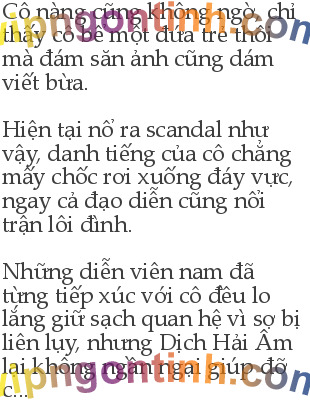 Cô nàng cũng không ngờ, chỉ
thấy cô bế một đứa trẻ thôi
mà đám săn ảnh cũng dám
viết bừa.
Hiện tại nổ ra scandal như
vậy, danh tiếng của cô chẳng
mấy chốc rơi xuống đáy vực,
ngay cả đạo diễn cũng nổi
trận lôi đình.
Những diễn viên nam đã
từng tiếp xúc với cô đều lo
lắng giữ sạch quan hệ vì sợ bị
liên lụy, nhưng Dịch Hải Âm
lại không ngần ngại giúp đỡ
c...
vipngontinh.com
vipngontinh.com